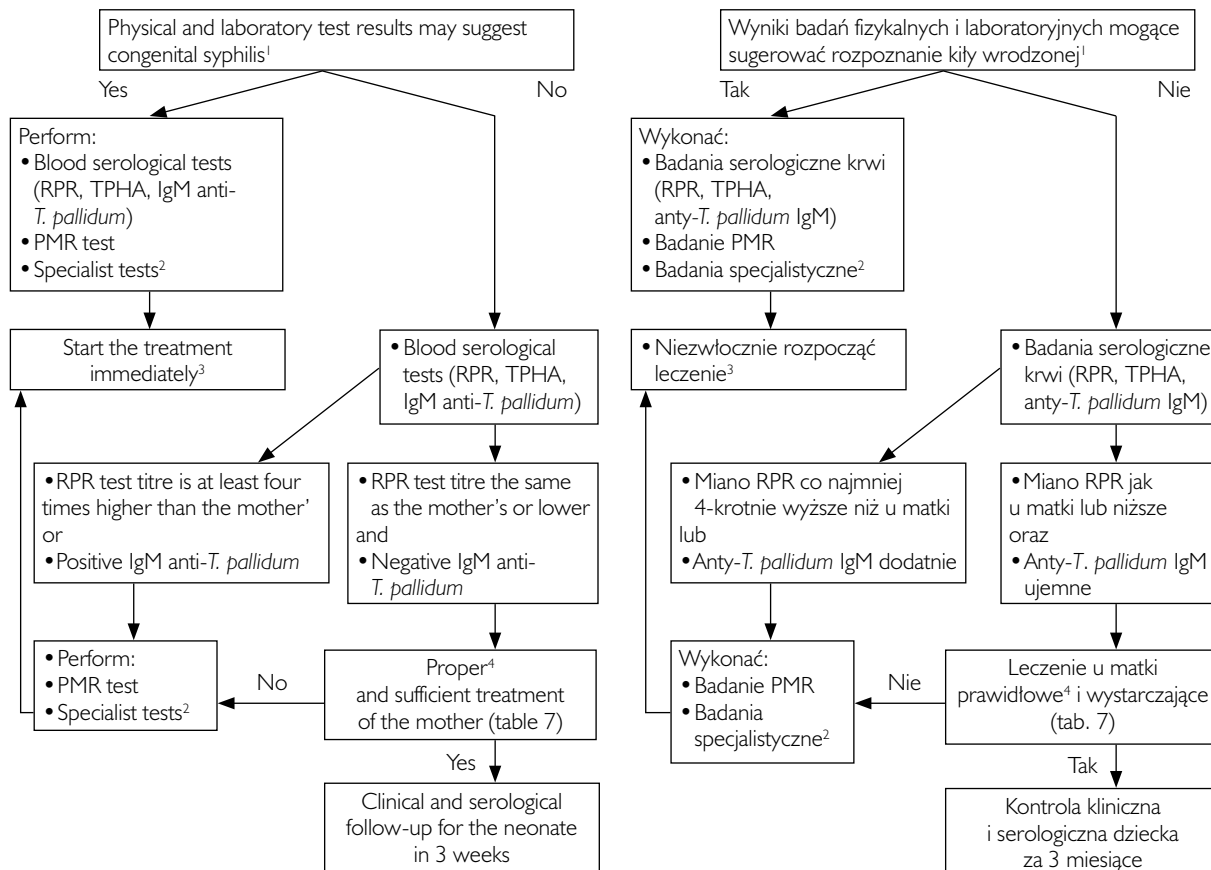 Physical and laboratory test results may suggest
congenital syphilis¹
Yes
No
Perform:
• Blood serological tests
(RPR, TPHA, IgM anti-
T. pallidum)
• PMR test
• Specialist tests²
Start the treatment
immediately³
• Blood serological
tests (RPR, TPHA,
IgM anti-T. pallidum)
• RPR test titre is at least four
times higher than the mother'
or
• Positive IgM anti-T. pallidum
• RPR test titre the same
as the mother's or lower
and
• Negative IgM anti-
T. pallidum
• Perform:
• PMR test
• Specialist tests²
No
Proper⁴
and sufficient treatment
of the mother (table 7)
Yes
Clinical and serological
follow-up for the neonate
in 3 weeks
Wyniki badań fizykalnych i laboratoryjnych mogące
sugerować rozpoznanie kiły wrodzonej¹
Tak
Nie
Wykonać:
• Badania serologiczne krwi
(RPR, TPHA,
anty-T. pallidum IgM)
• Badanie PMR
• Badania specjalistyczne²
• Niezwłocznie rozpocząć
leczenie³
• Badania serologiczne
krwi (RPR, TPHA,
anty-T. pallidum IgM)
• Miano RPR co najmniej
4-krotnie wyższe niż u matki
lub
• Anty-T. pallidum IgM dodatnie
• Miano RPR jak
u matki lub niższe
oraz
• Anty-T. pallidum IgM
ujemne
Wykonać:
• Badanie PMR
• Badania
specjalistyczne²
Nie
Leczenie u matki
prawidłowe⁴ i wystarczające
(tab. 7)
Tak
Kontrola kliniczna
i serologiczna dziecka
za 3 miesiące